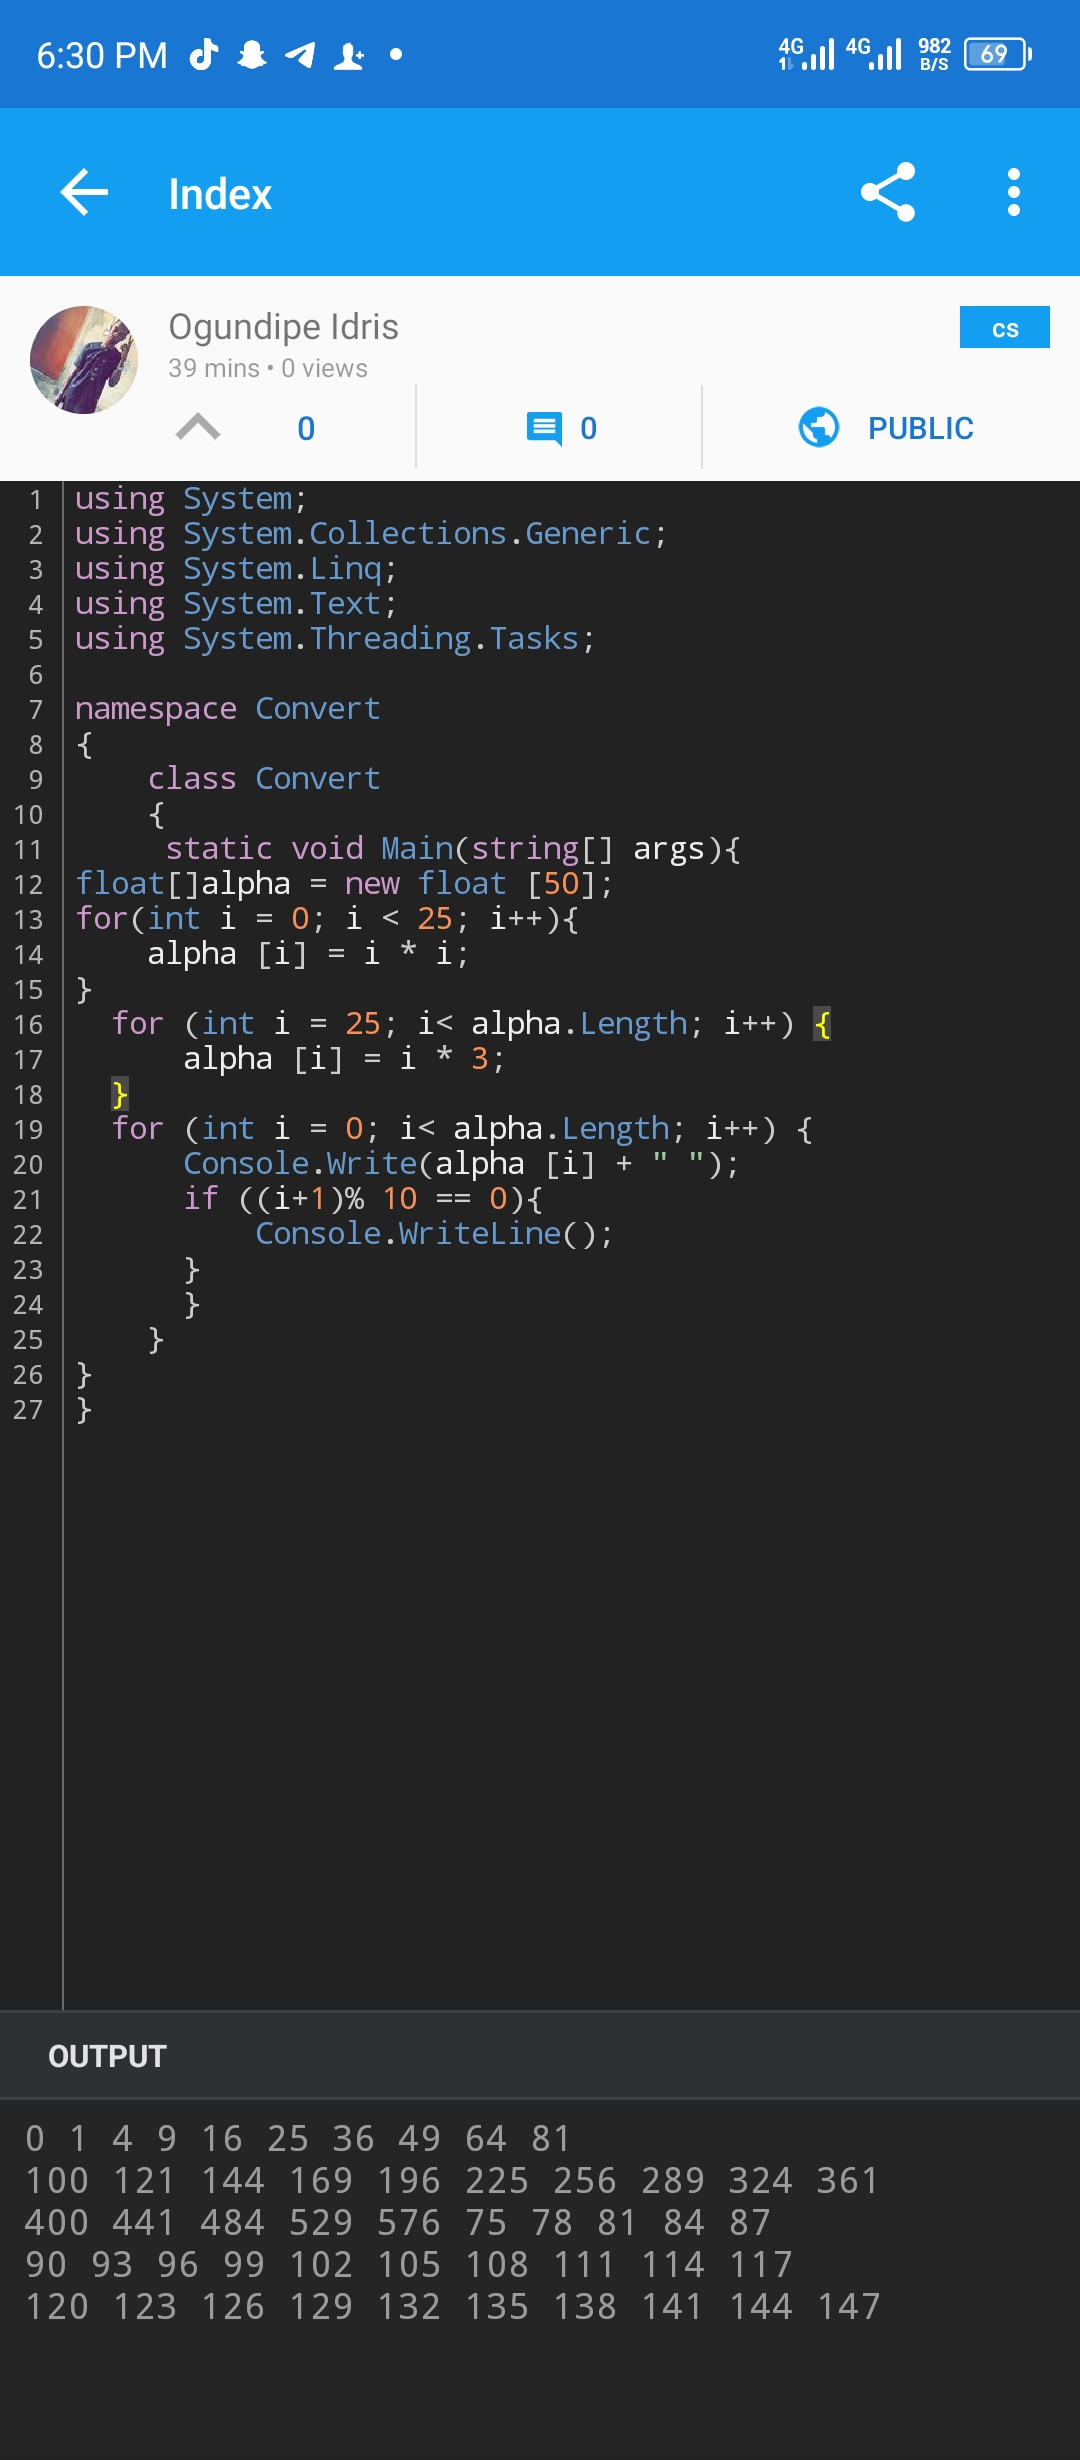 6:30 PM 4G 4G 982 B/S 69
Index
Ogundipe Idris
cs
39 mins • 0 views
0 0 PUBLIC
1 using System;
2 using System.Collections.Generic;
3 using System.Linq;
4 using System.Text;
5 using System.Threading.Tasks;
6
7 namespace Convert
8 {
9     class Convert
10     {
11      static void Main(string[] args){
12 float[]alpha = new float [50];
13 for(int i = 0; i < 25; i++){
14     alpha [i] = i * i;
15 }
16   for (int i = 25; i< alpha.Length; i++) {
17       alpha [i] = i * 3;
18   }
19   for (int i = 0; i< alpha.Length; i++) {
20       Console.Write(alpha [i] + " ");
21       if ((i+1)% 10 == 0){
22           Console.WriteLine();
23       }
24       }
25     }
26 }
27 }
OUTPUT
0 1 4 9 16 25 36 49 64 81
100 121 144 169 196 225 256 289 324 361
400 441 484 529 576 75 78 81 84 87
90 93 96 99 102 105 108 111 114 117
120 123 126 129 132 135 138 141 144 147